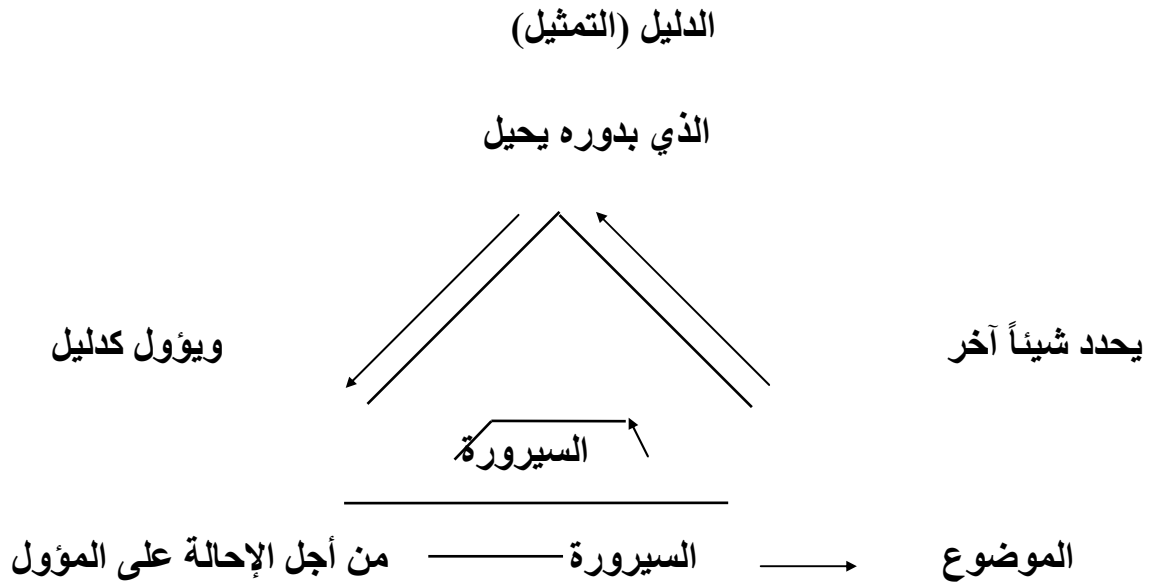 الدليل (التمثيل)
الذي بدوره يحيل
يحدد شيئاً آخر
ويؤول كدليل
السيرورة
الموضوع
السيرورة
من أجل الإحالة على المؤول